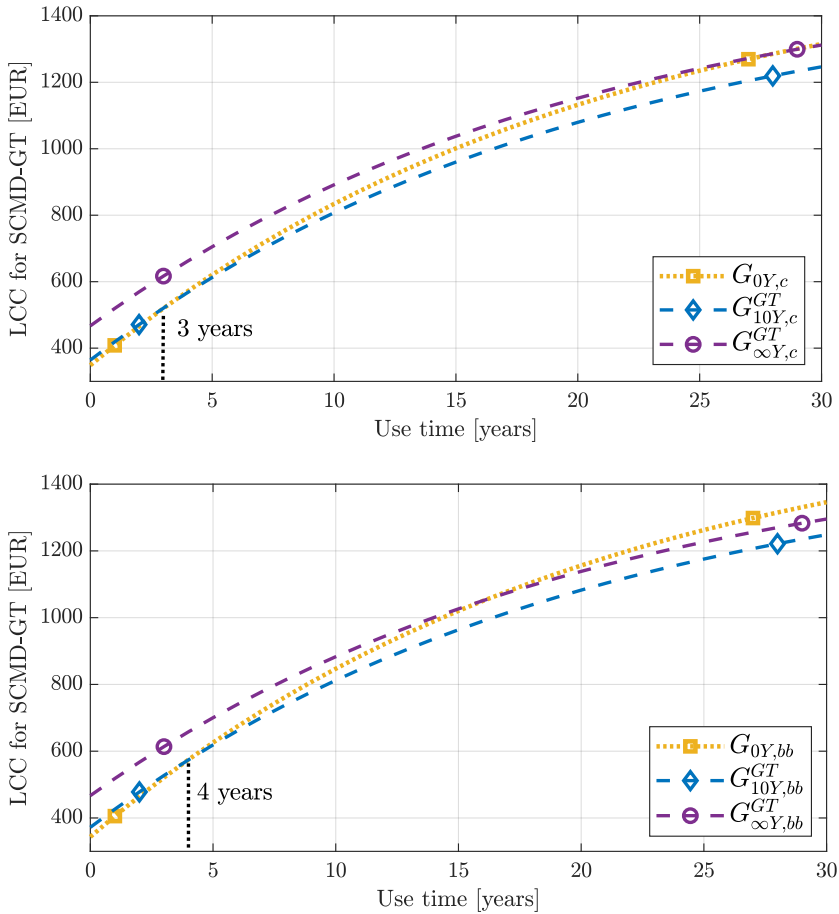 1400
1200
1000
800
600
400
LCC for SCMD-GT [EUR]
3 years
G_{0Y,c}
G^{GT}_{10Y,c}
G^{GT}_{∞Y,c}
0 5 10 15 20 25 30
Use time [years]
1400
1200
1000
800
600
400
LCC for SCMD-GT [EUR]
4 years
G_{0Y,bb}
G^{GT}_{10Y,bb}
G^{GT}_{∞Y,bb}
0 5 10 15 20 25 30
Use time [years]